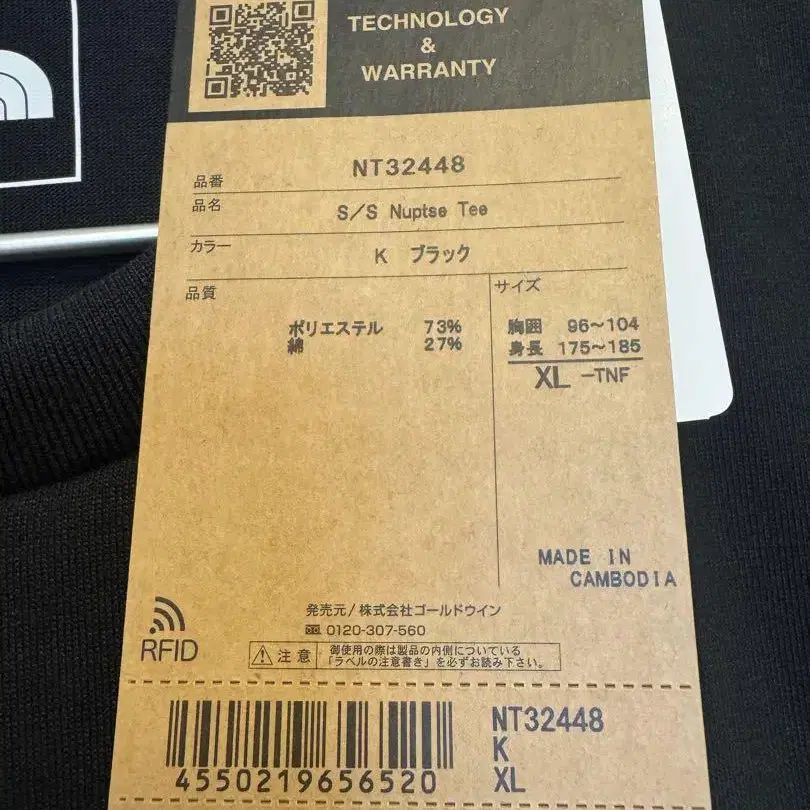 TECHNOLOGY
&
WARRANTY
品番 NT32448
品名 S/S Nuptse Tee
カラー K ブラック
品質
ポリエステル 73%
綿 27%
サイズ
胸囲 96~104
身長 175~185
XL -TNF
MADE IN
CAMBODIA
発売元/株式会社ゴールドウイン
0120-307-560
RFID
注意
御使用の際は製品の内側についている
「ラベルの注意書き」を必ずお読み下さい。
4550219656520
NT32448
K
XL